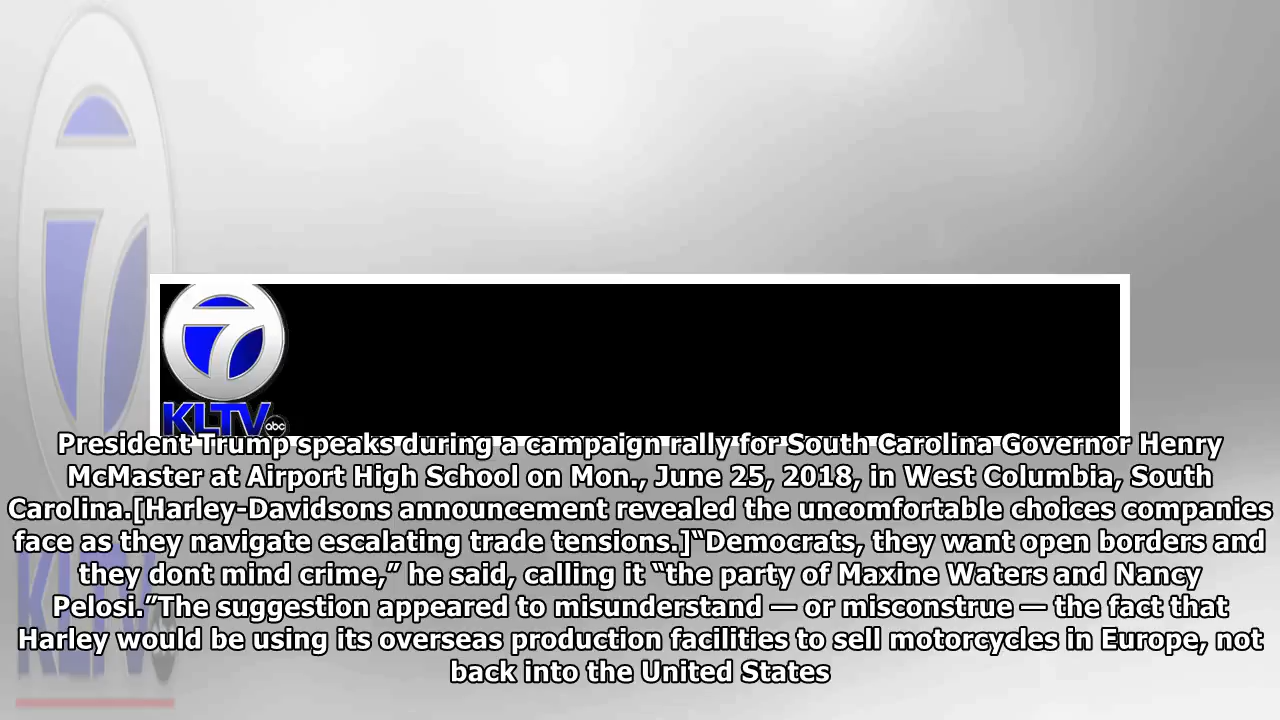 7
7
KLTV
abc
President Trump speaks during a campaign rally for South Carolina Governor Henry
McMaster at Airport High School on Mon., June 25, 2018, in West Columbia, South
Carolina.[Harley-Davidsons announcement revealed the uncomfortable choices companies
face as they navigate escalating trade tensions.]“Democrats, they want open borders and
they dont mind crime,” he said, calling it “the party of Maxine Waters and Nancy
Pelosi.”The suggestion appeared to misunderstand — or misconstrue — the fact that
Harley would be using its overseas production facilities to sell motorcycles in Europe, not
back into the United States
KLTV